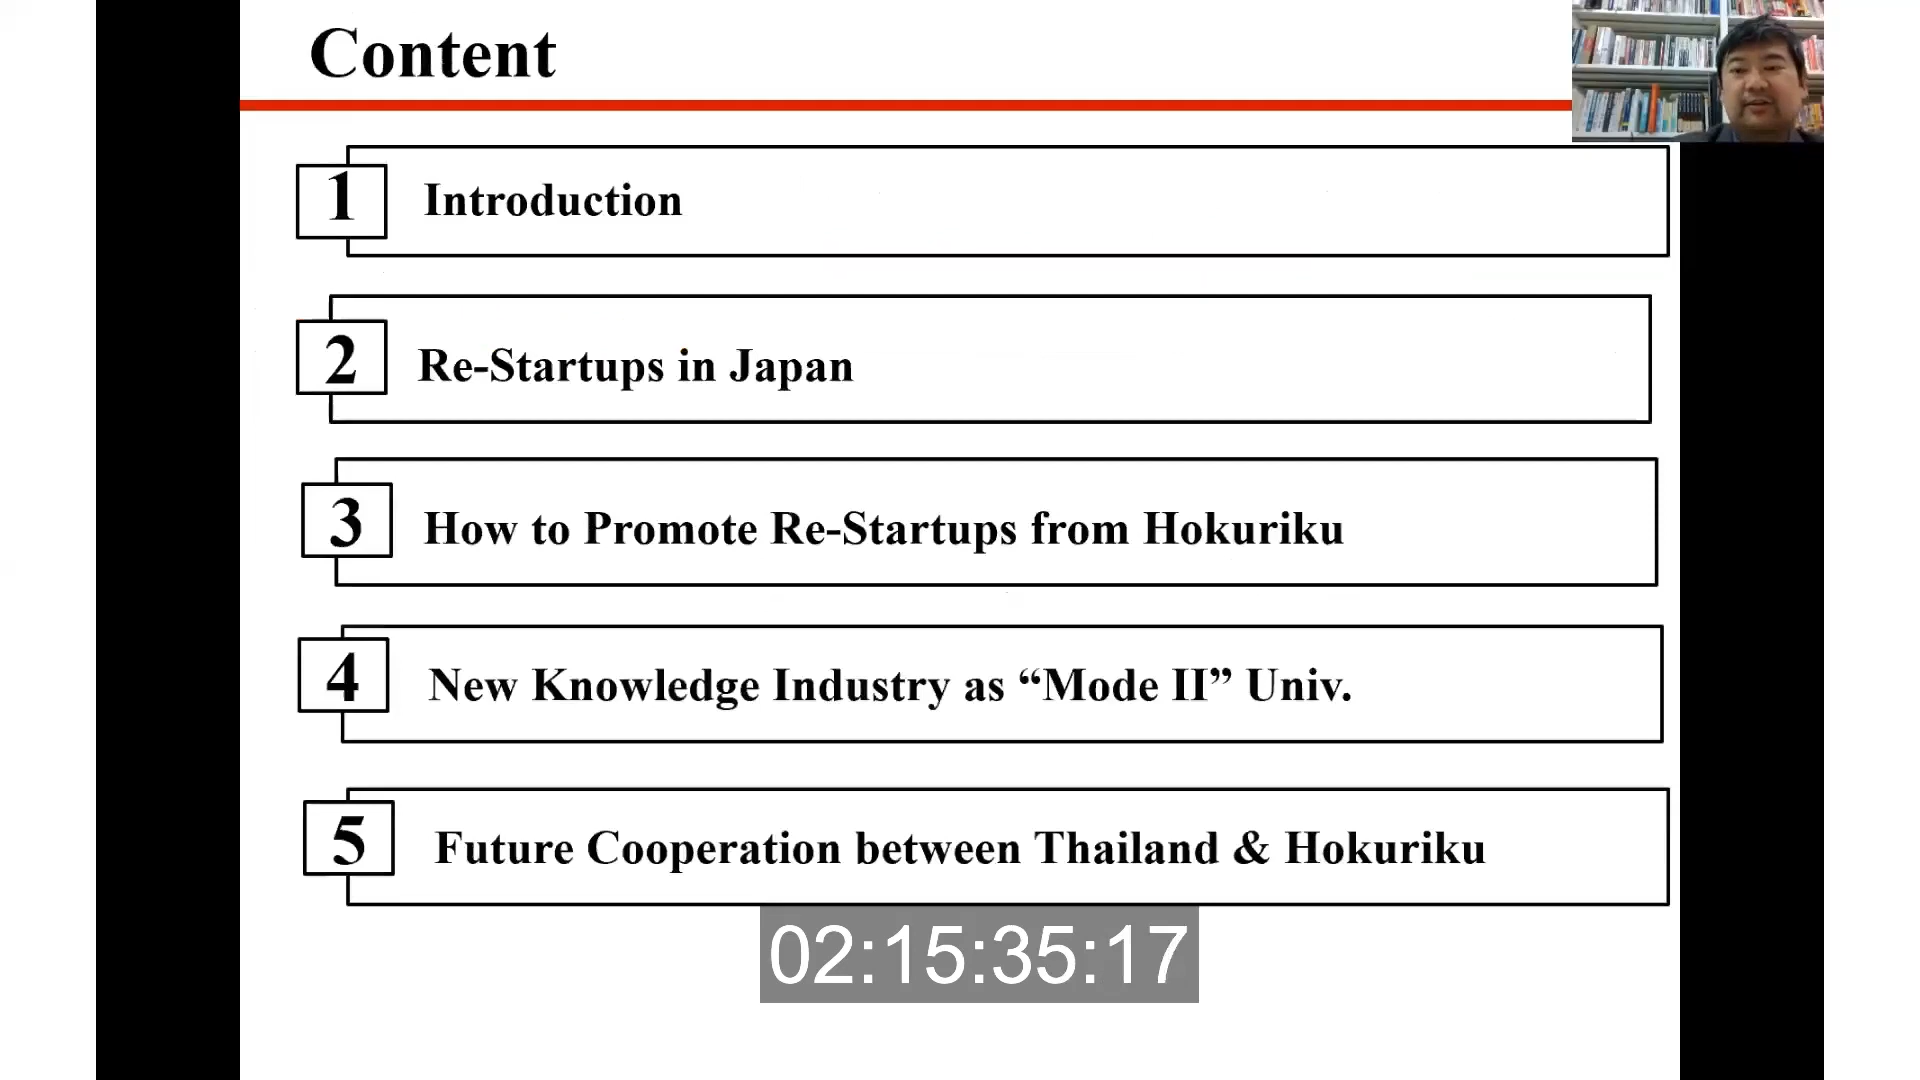 Content
1 Introduction
2 Re-Startups in Japan
3 How to Promote Re-Startups from Hokuriku
4 New Knowledge Industry as “Mode II” Univ.
5 Future Cooperation between Thailand & Hokuriku
02:15:35:17